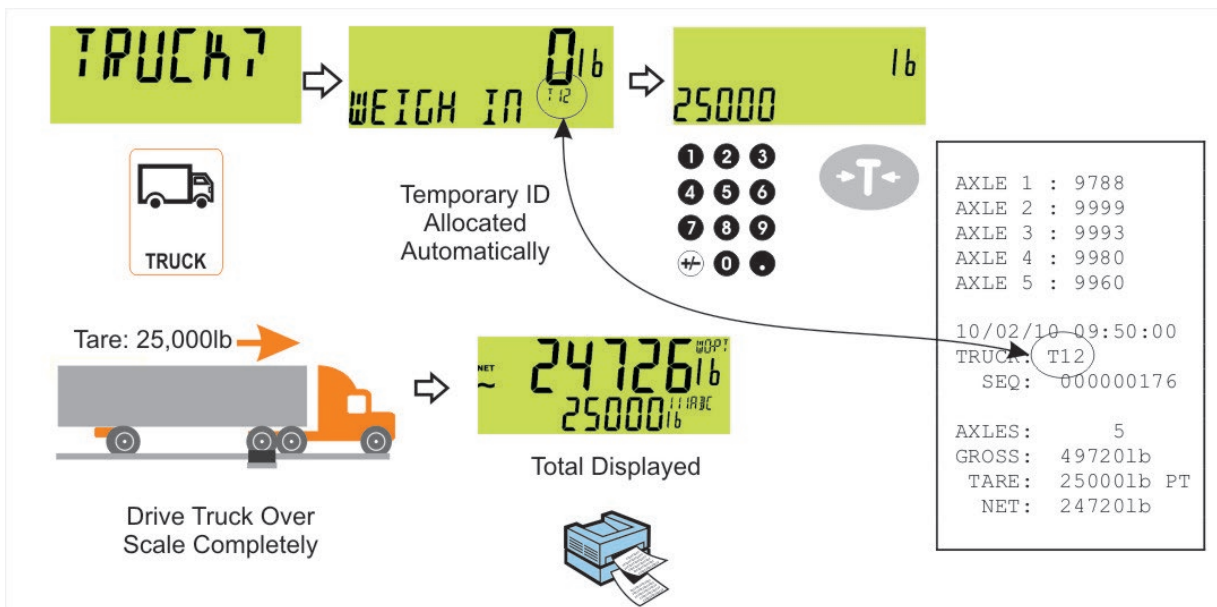 TRUCK?
0lb
WEIGH IN T12
lb
25000
TRUCK
Temporary ID
Allocated
Automatically
1 2 3
4 5 6
7 8 9
+/- 0 .
T
AXLE 1 : 9788
AXLE 2 : 9999
AXLE 3 : 9993
AXLE 4 : 9980
AXLE 5 : 9960
10/02/10 09:50:00
TRUCK: T12
SEQ: 000000176
AXLES: 5
GROSS: 49720lb
TARE: 25000lb PT
NET: 24720lb
Tare: 25,000lb
Drive Truck Over
Scale Completely
NET
~ 24726lb
25000lb 111ABC
Total Displayed